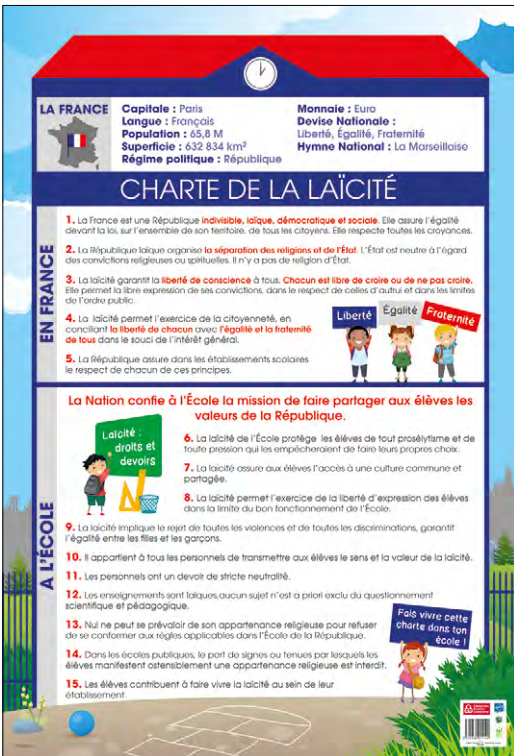 LA FRANCE
Capitale : Paris
Langue : Français
Population : 65,8 M
Superficie : 632 834 km²
Régime politique : République
Monnaie : Euro
Devise Nationale :
Liberté, Égalité, Fraternité
Hymne National : La Marseillaise
CHARTE DE LA LAÏCITÉ
EN FRANCE
1. La France est une République indivisible, laïque, démocratique et sociale. Elle assure l'égalité
devant la loi, sur l'ensemble de son territoire, de tous les citoyens. Elle respecte toutes les croyances.
2. La République laïque organise la séparation des religions et de l'État. L'État est neutre à l'égard
des convictions religieuses ou spirituelles. Il n'y a pas de religion d'État.
3. La laïcité garantit la liberté de conscience à tous. Chacun est libre de croire ou de ne pas croire.
Elle permet la libre expression de ses convictions, dans le respect de celles d'autrui et dans les limites
de l'ordre public.
4. La laïcité permet l'exercice de la citoyenneté, en
conciliant la liberté de chacun avec l'égalité et la fraternité
de tous dans le souci de l'intérêt général.
5. La République assure dans les établissements scolaires
le respect de chacun de ces principes.
Liberté
Égalité
Fraternité
A L'ÉCOLE
La Nation confie à l'École la mission de faire partager aux élèves les
valeurs de la République.
Laïcité :
droits et
devoirs
6. La laïcité de l'École protège les élèves de tout prosélytisme et de
toute pression qui les empêcheraient de faire leurs propres choix.
7. La laïcité assure aux élèves l'accès à une culture commune et
partagée.
8. La laïcité permet l'exercice de la liberté d'expression des élèves
dans la limite du bon fonctionnement de l'École.
9. La laïcité implique le rejet de toutes les violences et de toutes les discriminations, garantit
l'égalité entre les filles et les garçons.
10. Il appartient à tous les personnels de transmettre aux élèves le sens et la valeur de la laïcité.
11. Les personnels ont un devoir de stricte neutralité.
12. Les enseignements sont laïques,aucun sujet n'est a priori exclu du questionnement
scientifique et pédagogique.
13. Nul ne peut se prévaloir de son appartenance religieuse pour refuser
de se conformer aux règles applicables dans l'École de la République.
14. Dans les écoles publiques, le port de signes ou tenues par lesquels les
élèves manifestent ostensiblement une appartenance religieuse est interdit.
15. Les élèves contribuent à faire vivre la laïcité au sein de leur
établissement.
Fais vivre cette
charte dans ton
école !